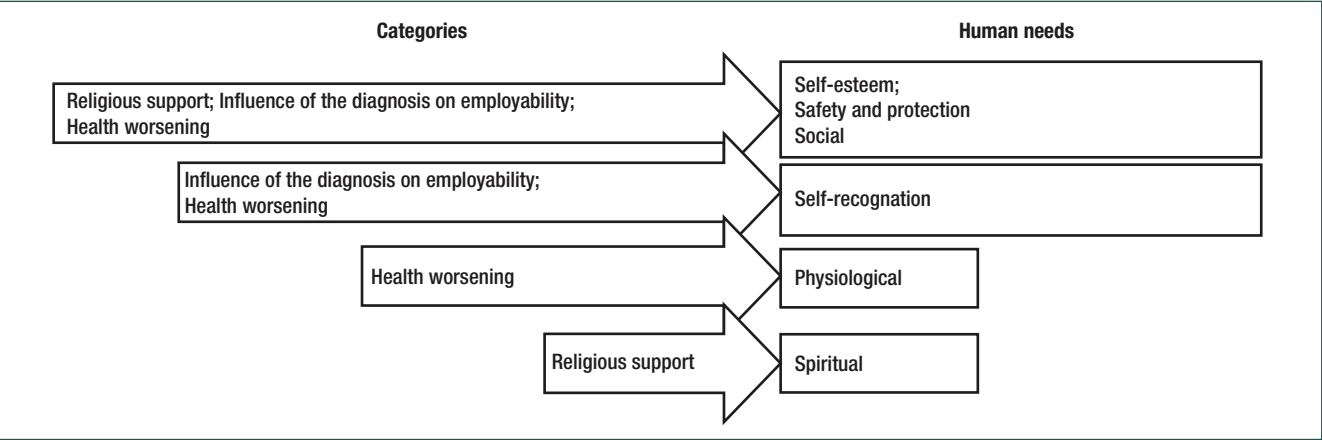 Categories
Human needs
Religious support; Influence of the diagnosis on employability;
Health worsening
Self-esteem;
Safety and protection
Social
Influence of the diagnosis on employability;
Health worsening
Self-recognation
Health worsening
Physiological
Religious support
Spiritual